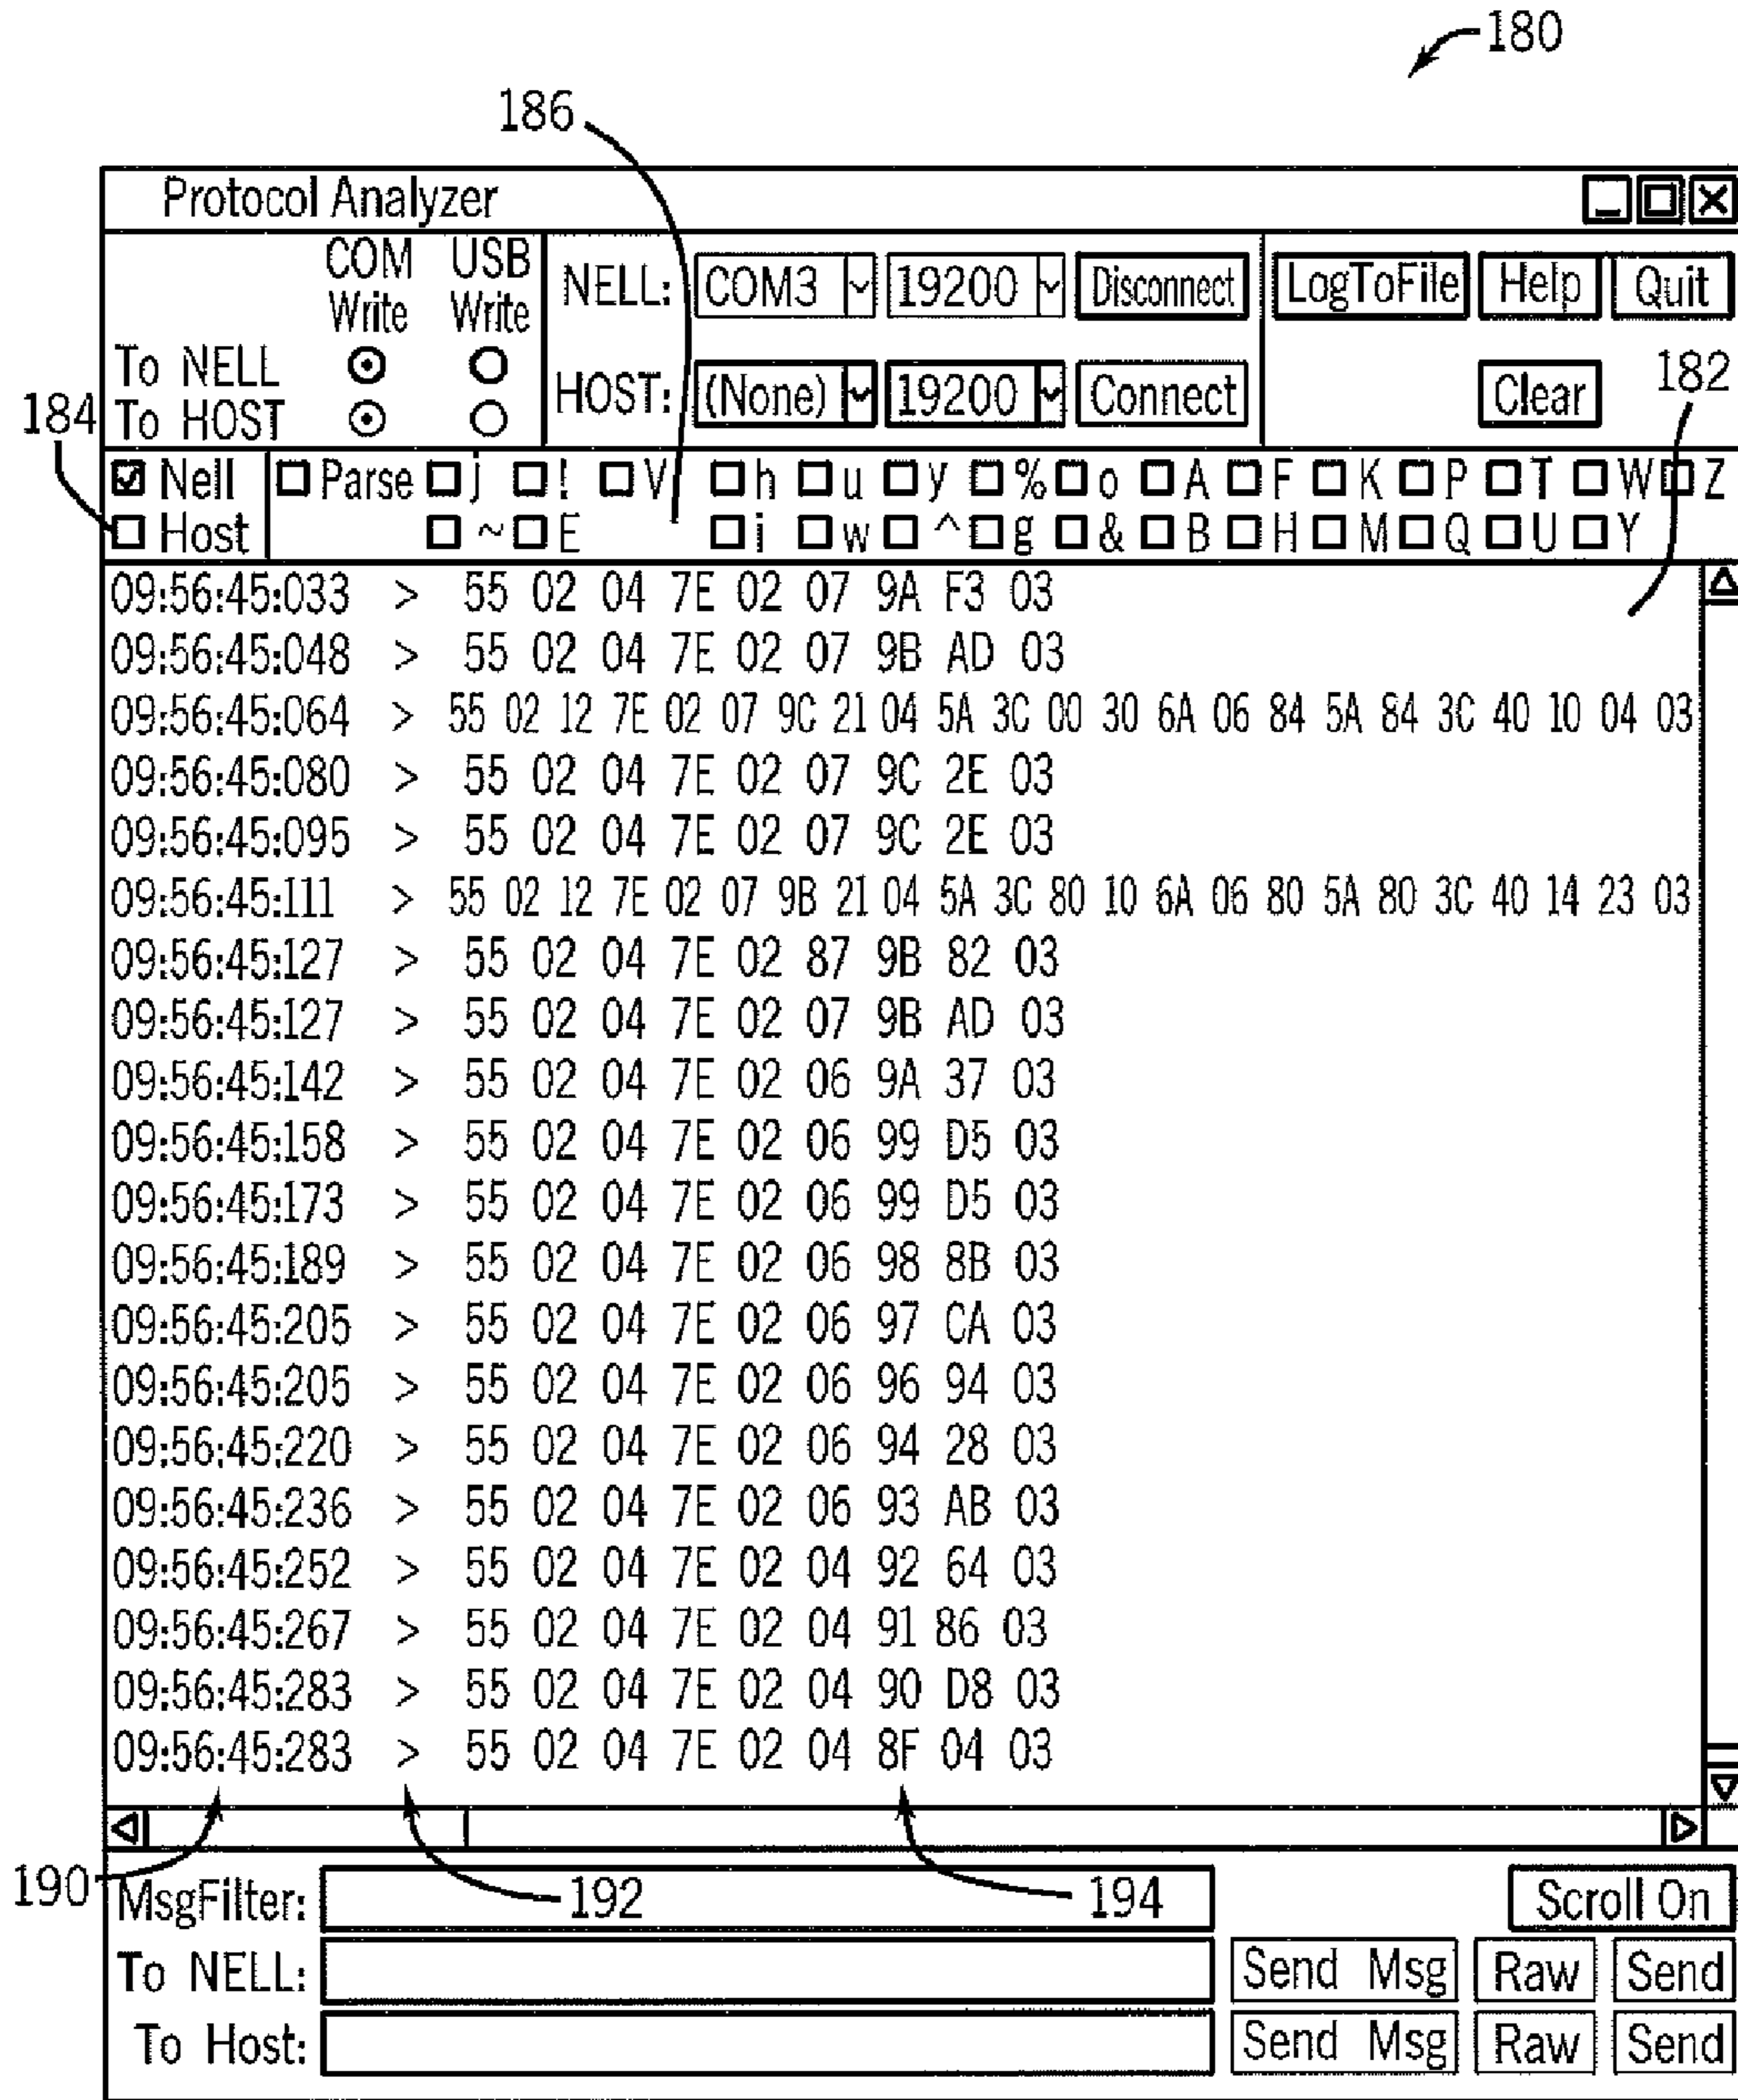 180
186
Protocol Analyzer
COM USB
Write Write
NELL: COM3 19200 Disconnect LogToFile Help Quit
To NELL
HOST: (None) 19200 Connect Clear 182
184 To HOST
Nell Parse j ! V h u y % o A F K P T W Z
Host ~ E i w ^ g & B H M Q U Y
09:56:45:033 > 55 02 04 7E 02 07 9A F3 03
09:56:45:048 > 55 02 04 7E 02 07 9B AD 03
09:56:45:064 > 55 02 12 7E 02 07 9C 21 04 5A 3C 00 30 6A 06 84 5A 84 3C 40 10 04 03
09:56:45:080 > 55 02 04 7E 02 07 9C 2E 03
09:56:45:095 > 55 02 04 7E 02 07 9C 2E 03
09:56:45:111 > 55 02 12 7E 02 07 9B 21 04 5A 3C 80 10 6A 06 80 5A 80 3C 40 14 23 03
09:56:45:127 > 55 02 04 7E 02 87 9B 82 03
09:56:45:127 > 55 02 04 7E 02 07 9B AD 03
09:56:45:142 > 55 02 04 7E 02 06 9A 37 03
09:56:45:158 > 55 02 04 7E 02 06 99 D5 03
09:56:45:173 > 55 02 04 7E 02 06 99 D5 03
09:56:45:189 > 55 02 04 7E 02 06 98 8B 03
09:56:45:205 > 55 02 04 7E 02 06 97 CA 03
09:56:45:205 > 55 02 04 7E 02 06 96 94 03
09:56:45:220 > 55 02 04 7E 02 06 94 28 03
09:56:45:236 > 55 02 04 7E 02 06 93 AB 03
09:56:45:252 > 55 02 04 7E 02 04 92 64 03
09:56:45:267 > 55 02 04 7E 02 04 91 86 03
09:56:45:283 > 55 02 04 7E 02 04 90 D8 03
09:56:45:283 > 55 02 04 7E 02 04 8F 04 03
190 MsgFilter: 192 194 Scroll On
To NELL: Send Msg Raw Send
To Host: Send Msg Raw Send